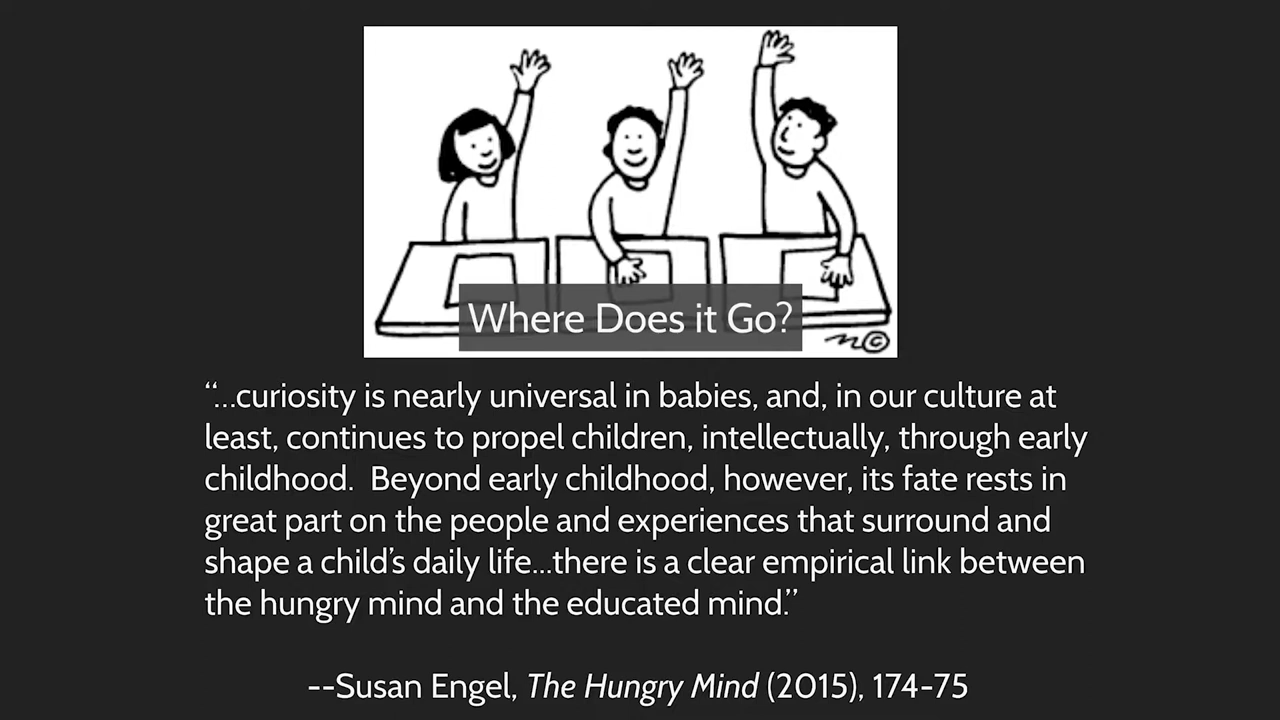 Where Does it Go?
“...curiosity is nearly universal in babies, and, in our culture at
least, continues to propel children, intellectually, through early
childhood.  Beyond early childhood, however, its fate rests in
great part on the people and experiences that surround and
shape a child’s daily life...there is a clear empirical link between
the hungry mind and the educated mind.”
--Susan Engel, The Hungry Mind (2015), 174-75